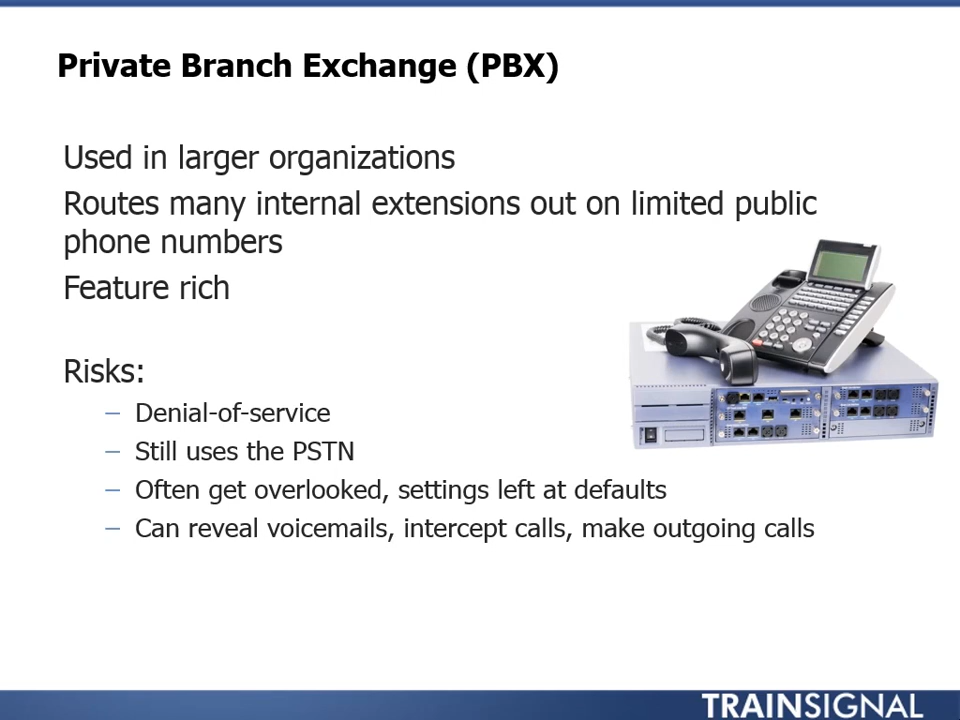 Private Branch Exchange (PBX)
Used in larger organizations
Routes many internal extensions out on limited public
phone numbers
Feature rich
Risks:
– Denial-of-service
– Still uses the PSTN
– Often get overlooked, settings left at defaults
– Can reveal voicemails, intercept calls, make outgoing calls
TRAINSIGNAL